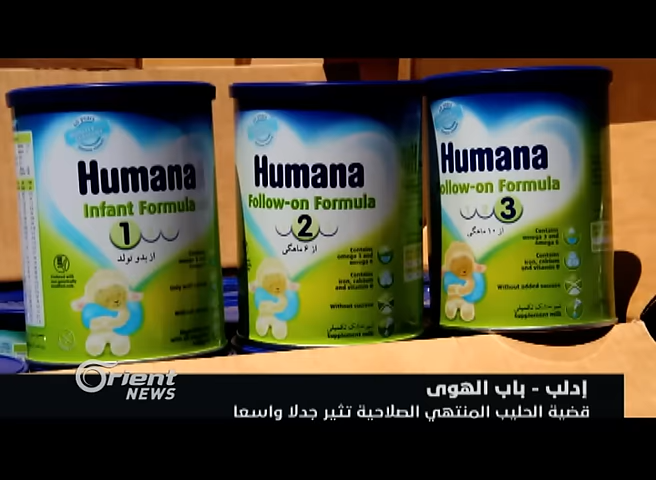 Humana
Infant Formula
1
از بدو تولد
Humana
Follow-on Formula
2
از ۶ ماهگی
Contains
omega 3 and
omega 6
Contains
iron, calcium
and vitamin D
Without sucrose
شیر خشک تکمیلی
Supplement milk
Humana
ollow-on Formula
3
از ۱۰ ماهگی
Contains
omega 3 and
omega 6
Contains
iron, calcium
and vitamin D
Without added sucrose
شیر خشک تکمیلی
Supplement milk
Orient
NEWS
إدلب - باب الهوى
قضية الحليب المنتهي الصلاحية تثير جدلا واسعا